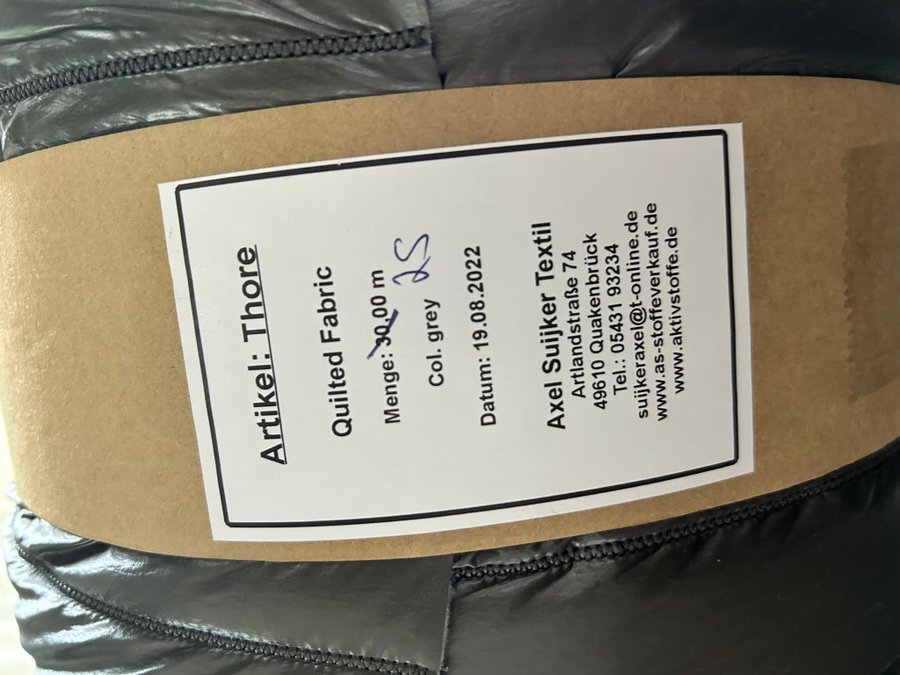 Artikel: Thore
Quilted Fabric
Menge: 30,00 m 25
Col. grey
Datum: 19.08.2022
Axel Suijker Textil
Artlandstraße 74
49610 Quakenbrück
Tel.: 05431 93234
suijkeraxel@t-online.de
www.as-stoffeverkauf.de
www.aktivstoffe.de